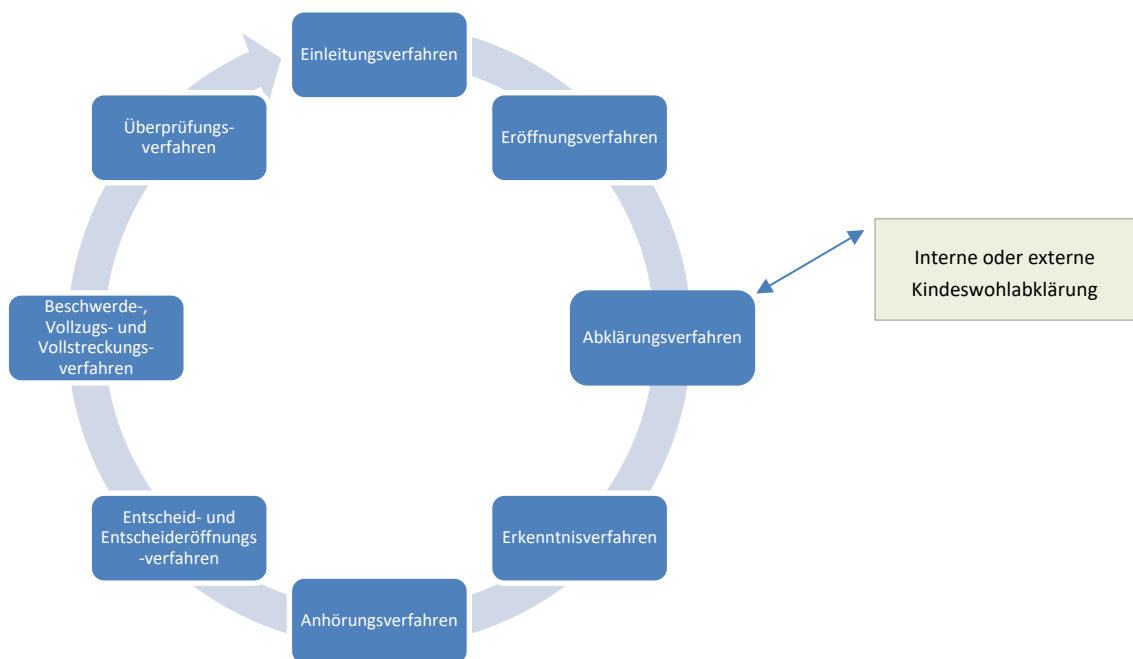 Einleitungsverfahren
Eröffnungsverfahren
Interne oder externe
Kindeswohlabklärung
Abklärungsverfahren
Erkenntnisverfahren
Anhörungsverfahren
Entscheid- und
Entscheideröffnungs
-verfahren
Beschwerde-,
Vollzugs- und
Vollstreckungs-
verfahren
Überprüfungs-
verfahren